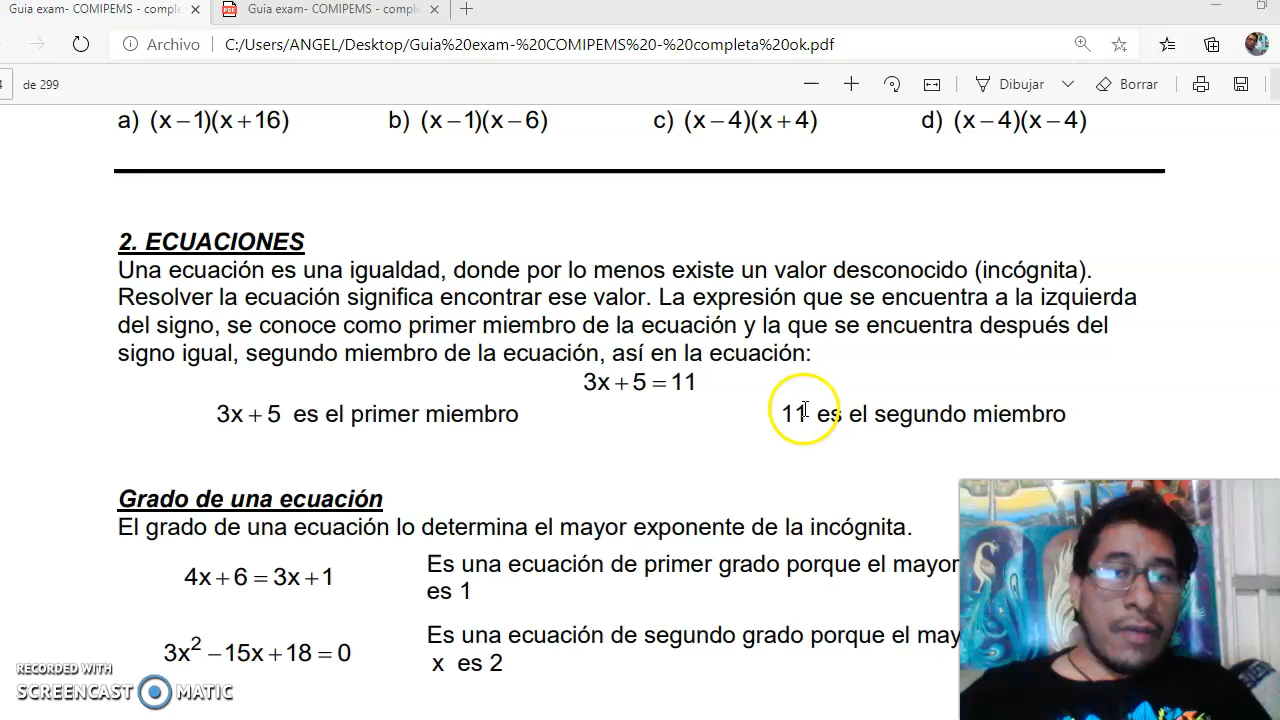 Guia exam- COMIPEMS - comple
Guia exam- COMIPEMS - comple
Archivo C:/Users/ANGEL/Desktop/Guia%20exam-%20COMIPEMS%20-%20completa%20ok.pdf
4 de 299 Dibujar Borrar
a) (x−1)(x+16) b) (x−1)(x−6) c) (x−4)(x+4) d) (x−4)(x−4)
2. ECUACIONES
Una ecuación es una igualdad, donde por lo menos existe un valor desconocido (incógnita).
Resolver la ecuación significa encontrar ese valor. La expresión que se encuentra a la izquierda
del signo, se conoce como primer miembro de la ecuación y la que se encuentra después del
signo igual, segundo miembro de la ecuación, así en la ecuación:
3x+5=11
3x+5 es el primer miembro 11 es el segundo miembro
Grado de una ecuación
El grado de una ecuación lo determina el mayor exponente de la incógnita.
4x+6=3x+1 Es una ecuación de primer grado porque el mayor
es 1
3x²−15x+18=0 Es una ecuación de segundo grado porque el may
x es 2
RECORDED WITH
SCREENCAST MATIC